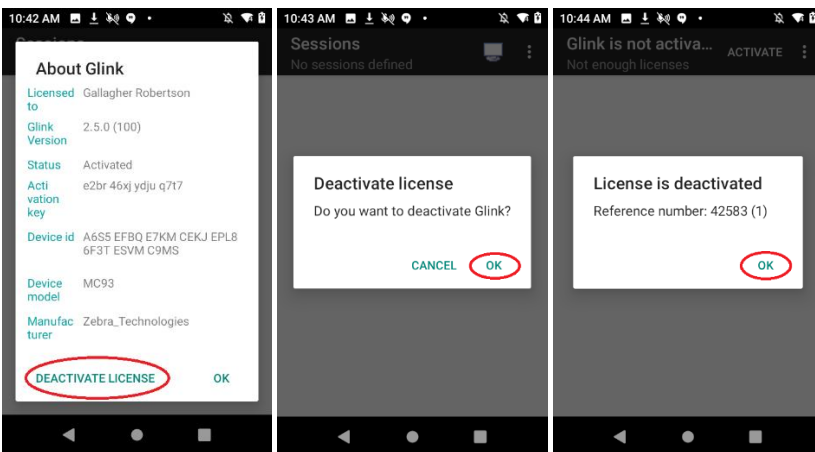 10:42 AM
About Glink
Licensed to Gallagher Robertson
Glink Version 2.5.0 (100)
Status Activated
Acti
vation
key e2br 46xj ydju q7t7
Device id A6S5 EFBQ E7KM CEKJ EPL8
6F3T ESVM C9MS
Device model MC93
Manufac
turer Zebra_Technologies
DEACTIVATE LICENSE OK
10:43 AM
Sessions
No sessions defined
Deactivate license
Do you want to deactivate Glink?
CANCEL OK
10:44 AM
Glink is not activa... ACTIVATE
Not enough licenses
License is deactivated
Reference number: 42583 (1)
OK